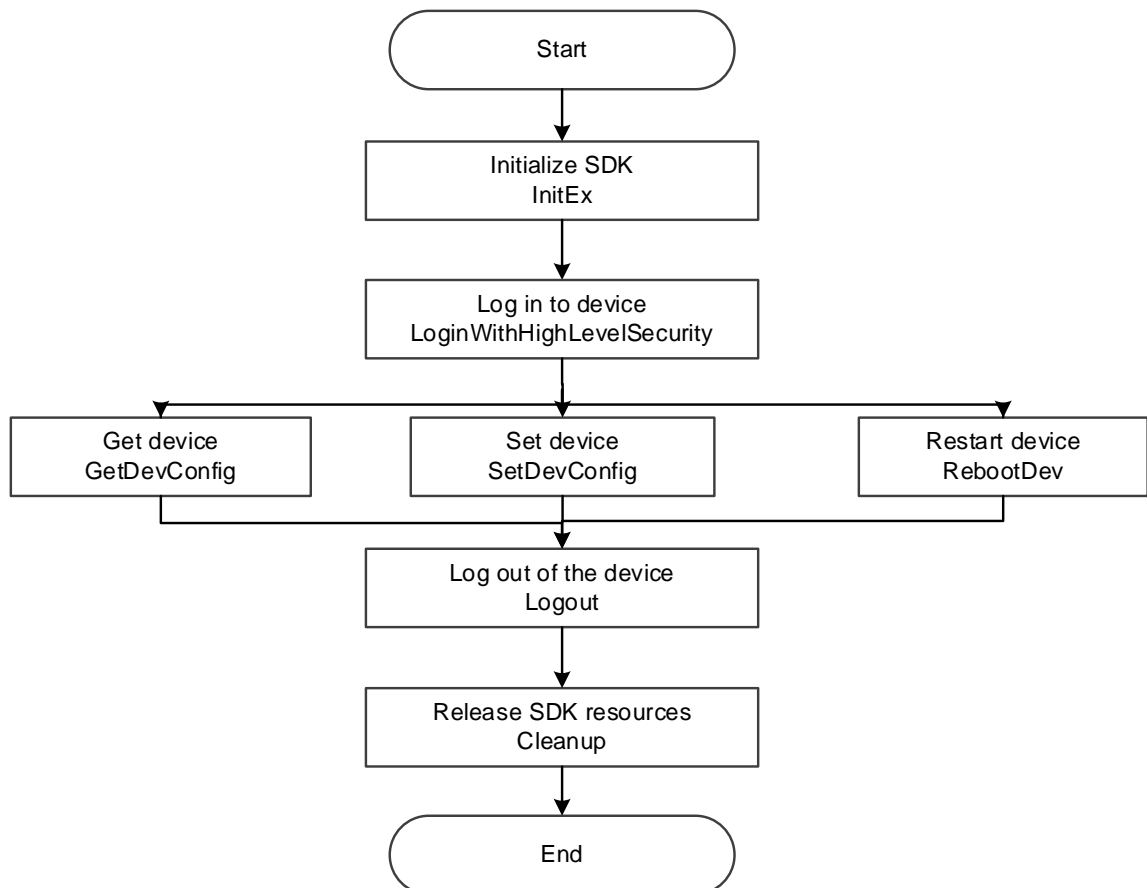 Start
Initialize SDK
InitEx
Log in to device
LoginWithHighLevelSecurity
Get device
GetDevConfig
Set device
SetDevConfig
Restart device
RebootDev
Log out of the device
Logout
Release SDK resources
Cleanup
End